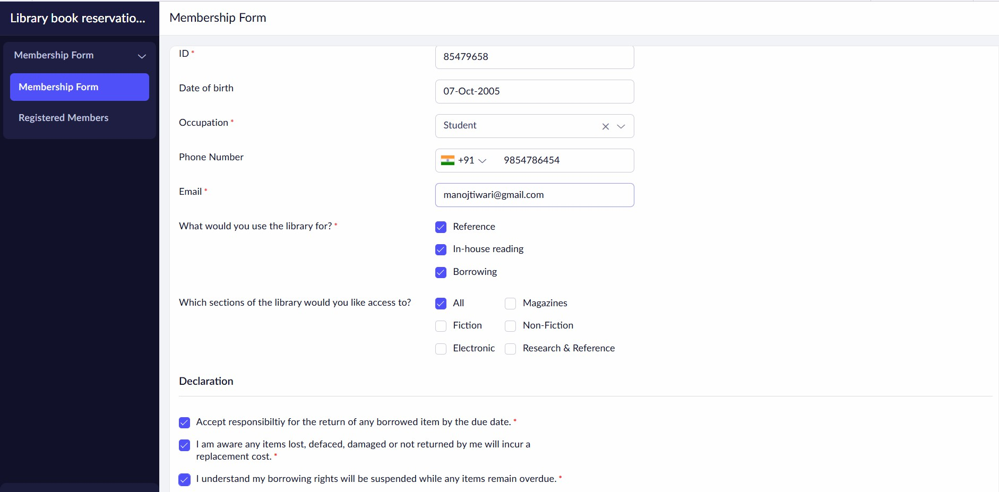 Library book reservatio...
Membership Form
Membership Form
Membership Form
Registered Members
ID *
85479658
Date of birth
07-Oct-2005
Occupation *
Student
Phone Number
+91 9854786454
Email *
manojtiwari@gmail.com
What would you use the library for? *
Reference
In-house reading
Borrowing
Which sections of the library would you like access to?
All Magazines
Fiction Non-Fiction
Electronic Research & Reference
Declaration
Accept responsibiltiy for the return of any borrowed item by the due date. *
I am aware any items lost, defaced, damaged or not returned by me will incur a
replacement cost. *
I understand my borrowing rights will be suspended while any items remain overdue. *